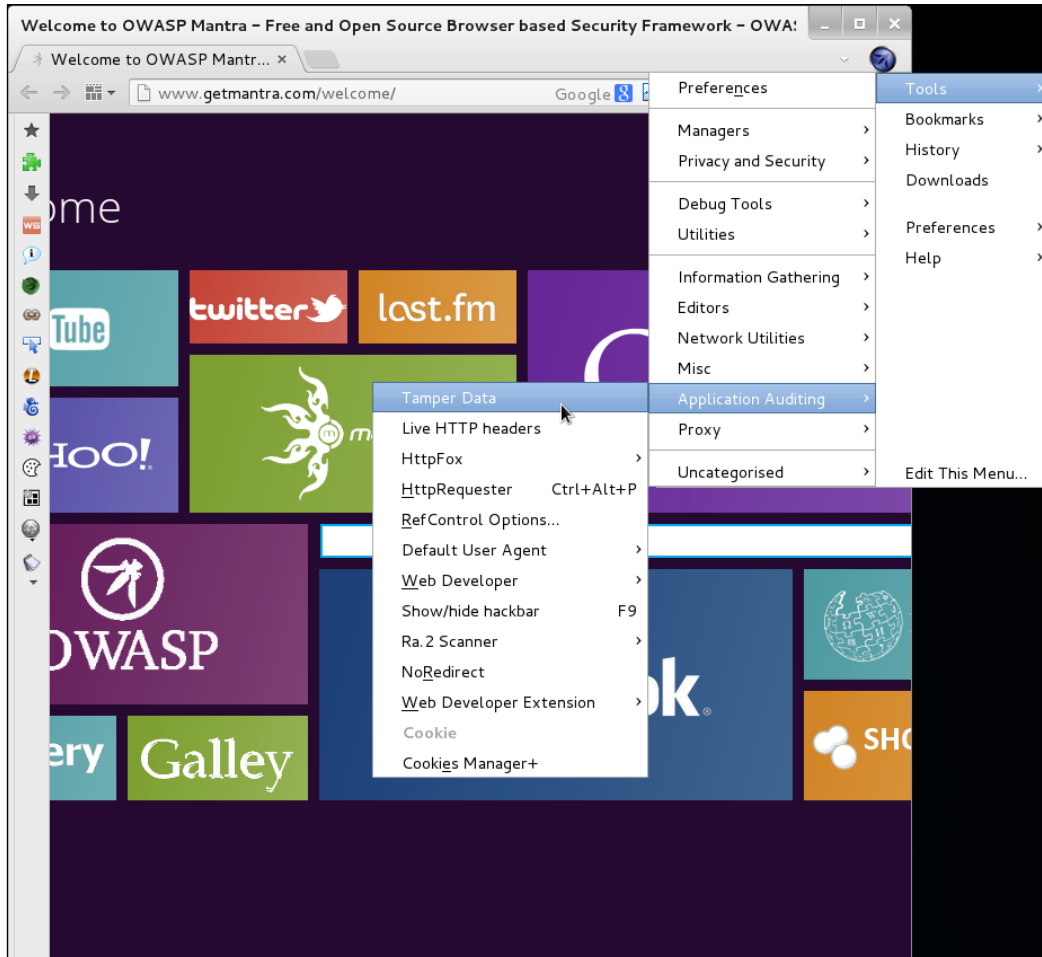 Welcome to OWASP Mantra – Free and Open Source Browser based Security Framework – OWA
Welcome to OWASP Mantr... ×
www.getmantra.com/welcome/
Google 8
ome
WS
Tube
twitter
last.fm
HOO!
OWASP
ok.
SHO
ery
Galley
Tools
Bookmarks
History
Downloads
Preferences
Help
Edit This Menu...
Preferences
Managers
Privacy and Security
Debug Tools
Utilities
Information Gathering
Editors
Network Utilities
Misc
Application Auditing
Proxy
Uncategorised
Tamper Data
Live HTTP headers
HttpFox
HttpRequester Ctrl+Alt+P
RefControl Options...
Default User Agent
Web Developer
Show/hide hackbar F9
Ra.2 Scanner
NoRedirect
Web Developer Extension
Cookie
Cookies Manager+